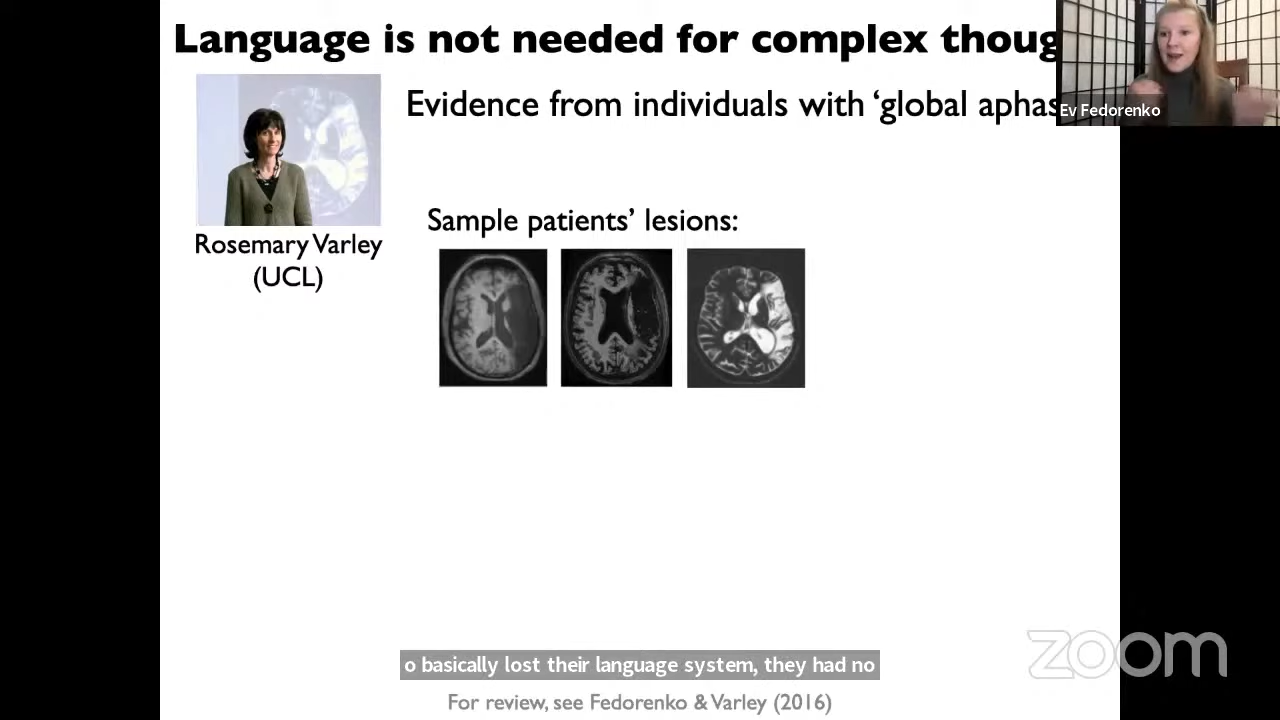 Language is not needed for complex thoug
Ev Fedorenko
Evidence from individuals with ‘global aphas
Sample patients’ lesions:
Rosemary Varley
(UCL)
o basically lost their language system, they had no
zoom
For review, see Fedorenko & Varley (2016)